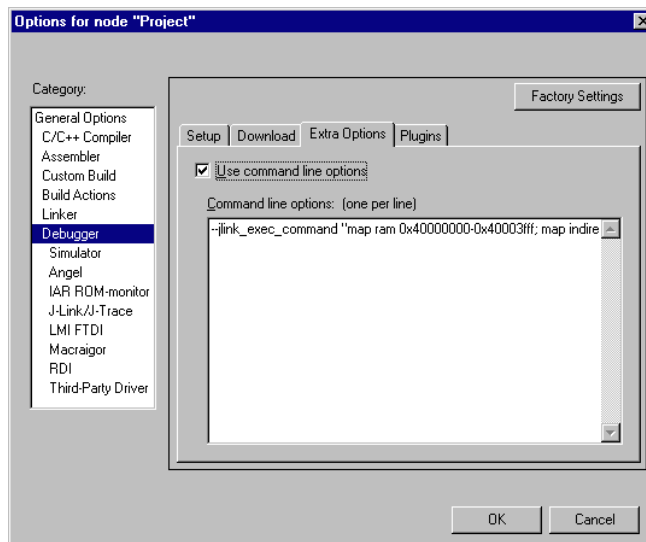 Options for node "Project"
Category:
Factory Settings
General Options
C/C++ Compiler
Assembler
Custom Build
Build Actions
Linker
Debugger
Simulator
Angel
IAR ROM-monitor
J-Link/J-Trace
LMI FTDI
Macraigor
RDI
Third-Party Driver
Setup Download Extra Options Plugins
Use command line options
Command line options: (one per line)
--jlink_exec_command "map ram 0x40000000-0x40003fff; map indire
OK Cancel